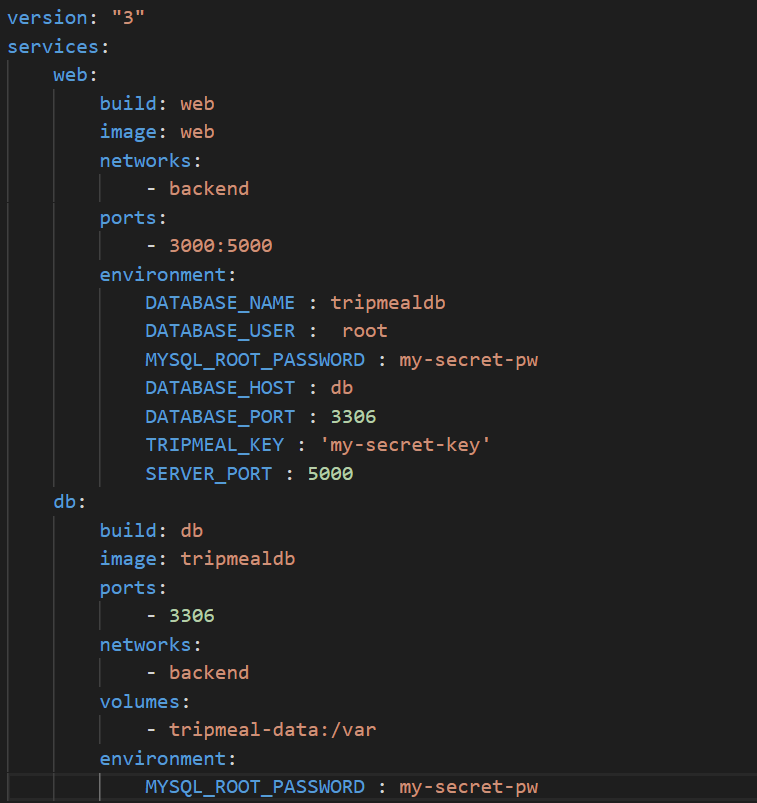 version: "3"
services:
    web:
        build: web
        image: web
        networks:
            - backend
        ports:
            - 3000:5000
        environment:
            DATABASE_NAME : tripmealdb
            DATABASE_USER :  root
            MYSQL_ROOT_PASSWORD : my-secret-pw
            DATABASE_HOST : db
            DATABASE_PORT : 3306
            TRIPMEAL_KEY : 'my-secret-key'
            SERVER_PORT : 5000
    db:
        build: db
        image: tripmealdb
        ports:
            - 3306
        networks:
            - backend
        volumes:
            - tripmeal-data:/var
        environment:
            MYSQL_ROOT_PASSWORD : my-secret-pw